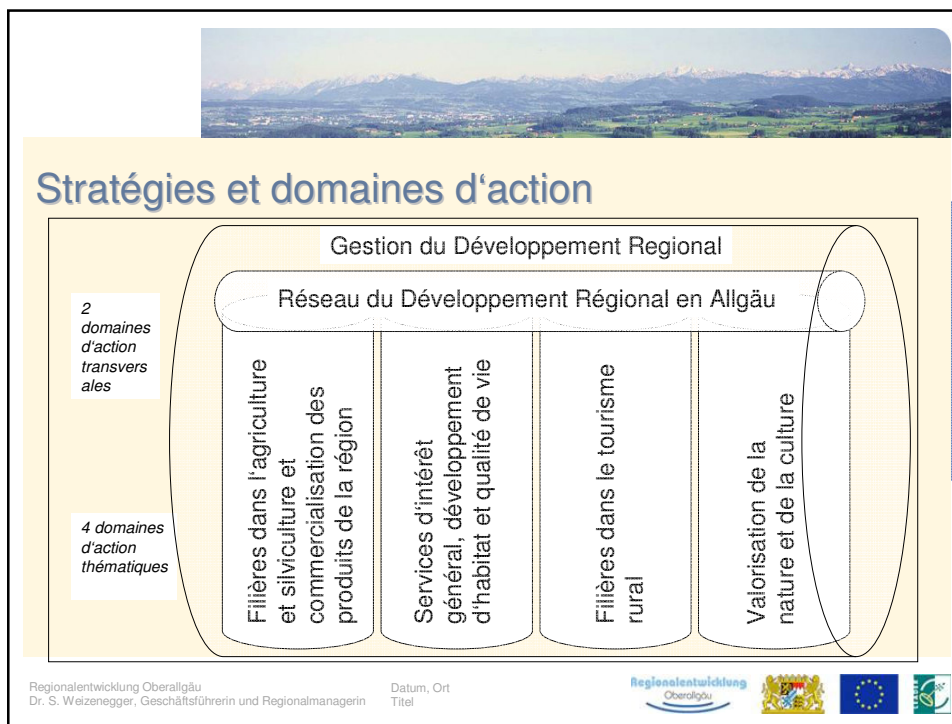 Stratégies et domaines d‘action
Gestion du Développement Regional
Réseau du Développement Régional en Allgäu
2
domaines
d'action
transvers
ales
4 domaines
d'action
thématiques
Filières dans l‘agriculture
et silviculture et
commercialisation des
produits de la région
Services d‘intérêt
général, développement
d‘habitat et qualité de vie
Filières dans le tourisme
rural
Valorisation de la
nature et de la culture
Regionalentwicklung Oberallgäu
Dr. S. Weizenegger, Geschäftsführerin und Regionalmanagerin
Datum, Ort
Titel
Regionalentwicklung
Oberallgäu